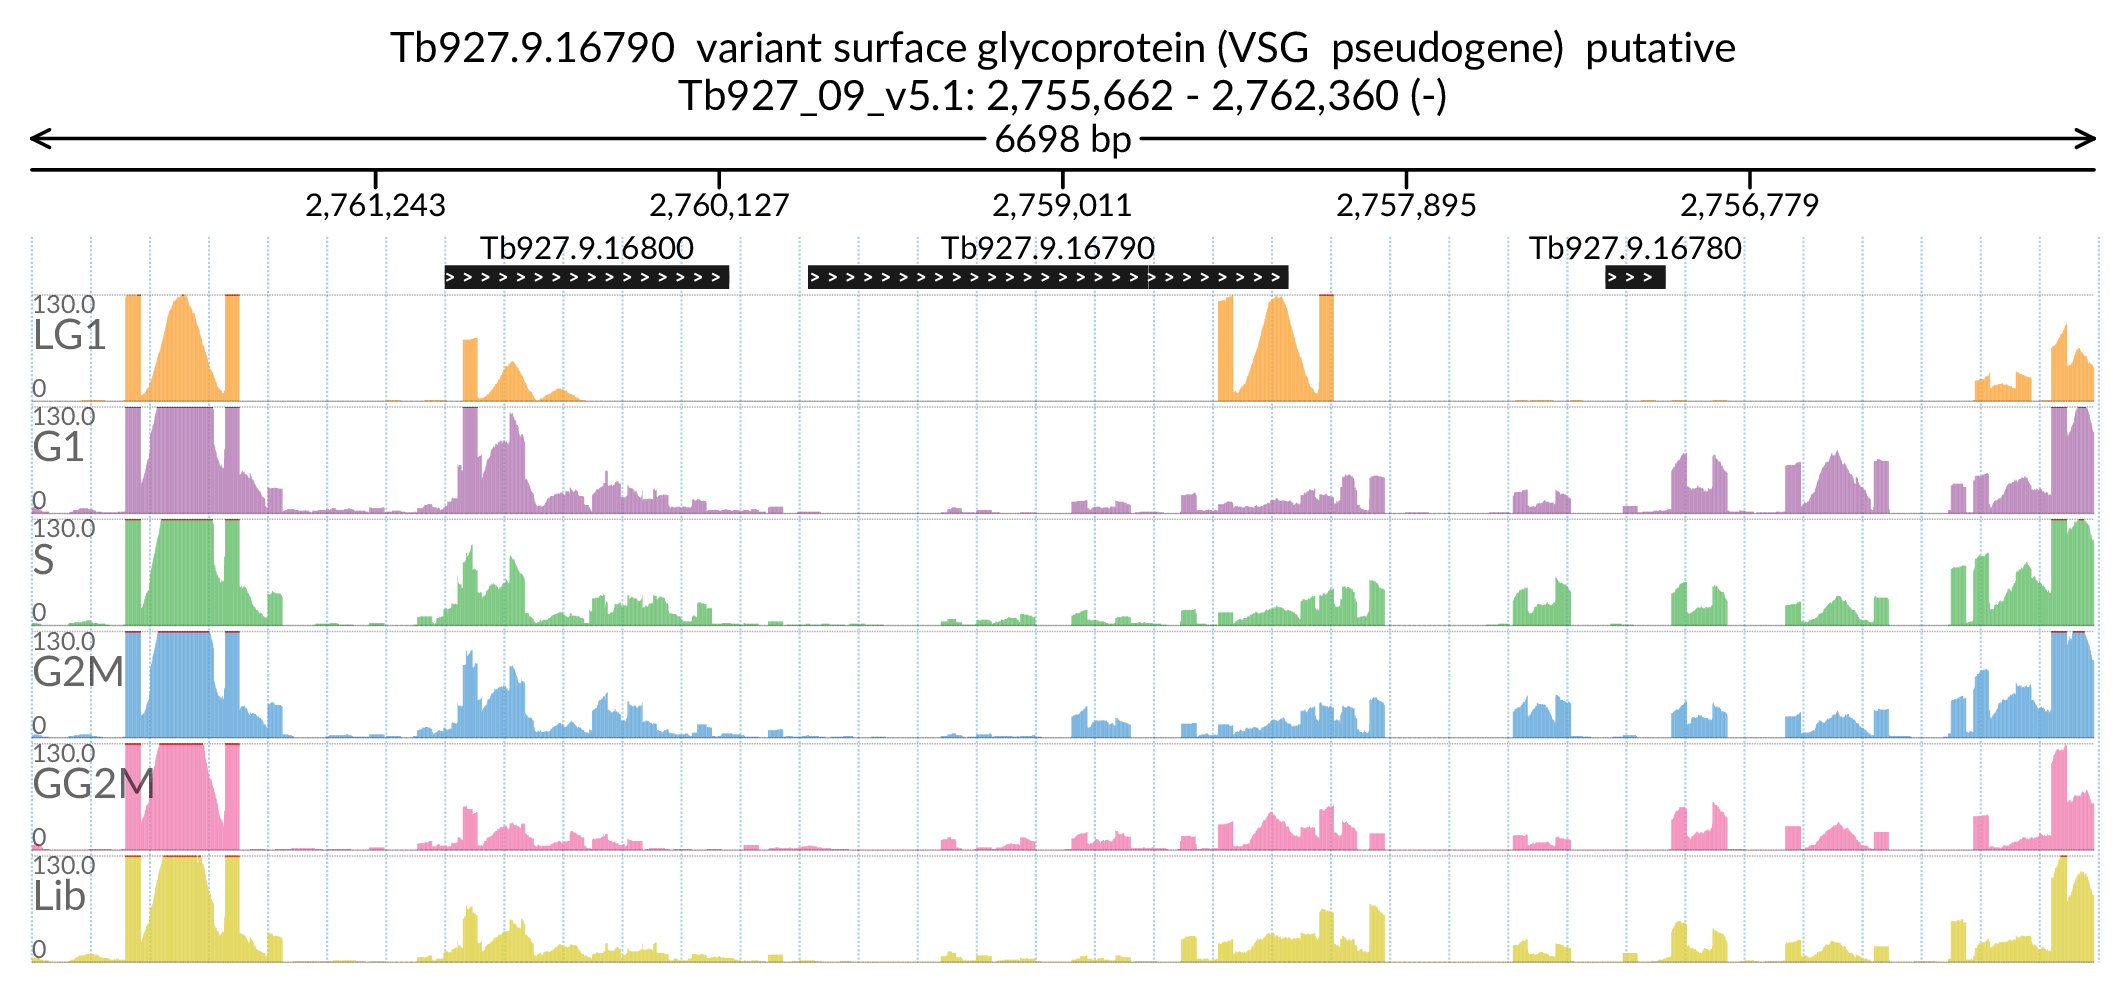 Tb927.9.16790 variant surface glycoprotein (VSG pseudogene) putative
Tb927_09_v5.1: 2,755,662 - 2,762,360 (-)
6698 bp
2,761,243 2,760,127 2,759,011 2,757,895 2,756,779
Tb927.9.16800 Tb927.9.16790 Tb927.9.16780
130.0
LG1
0
130.0
G1
0
130.0
S
0
130.0
G2M
0
130.0
GG2M
0
130.0
Lib
0